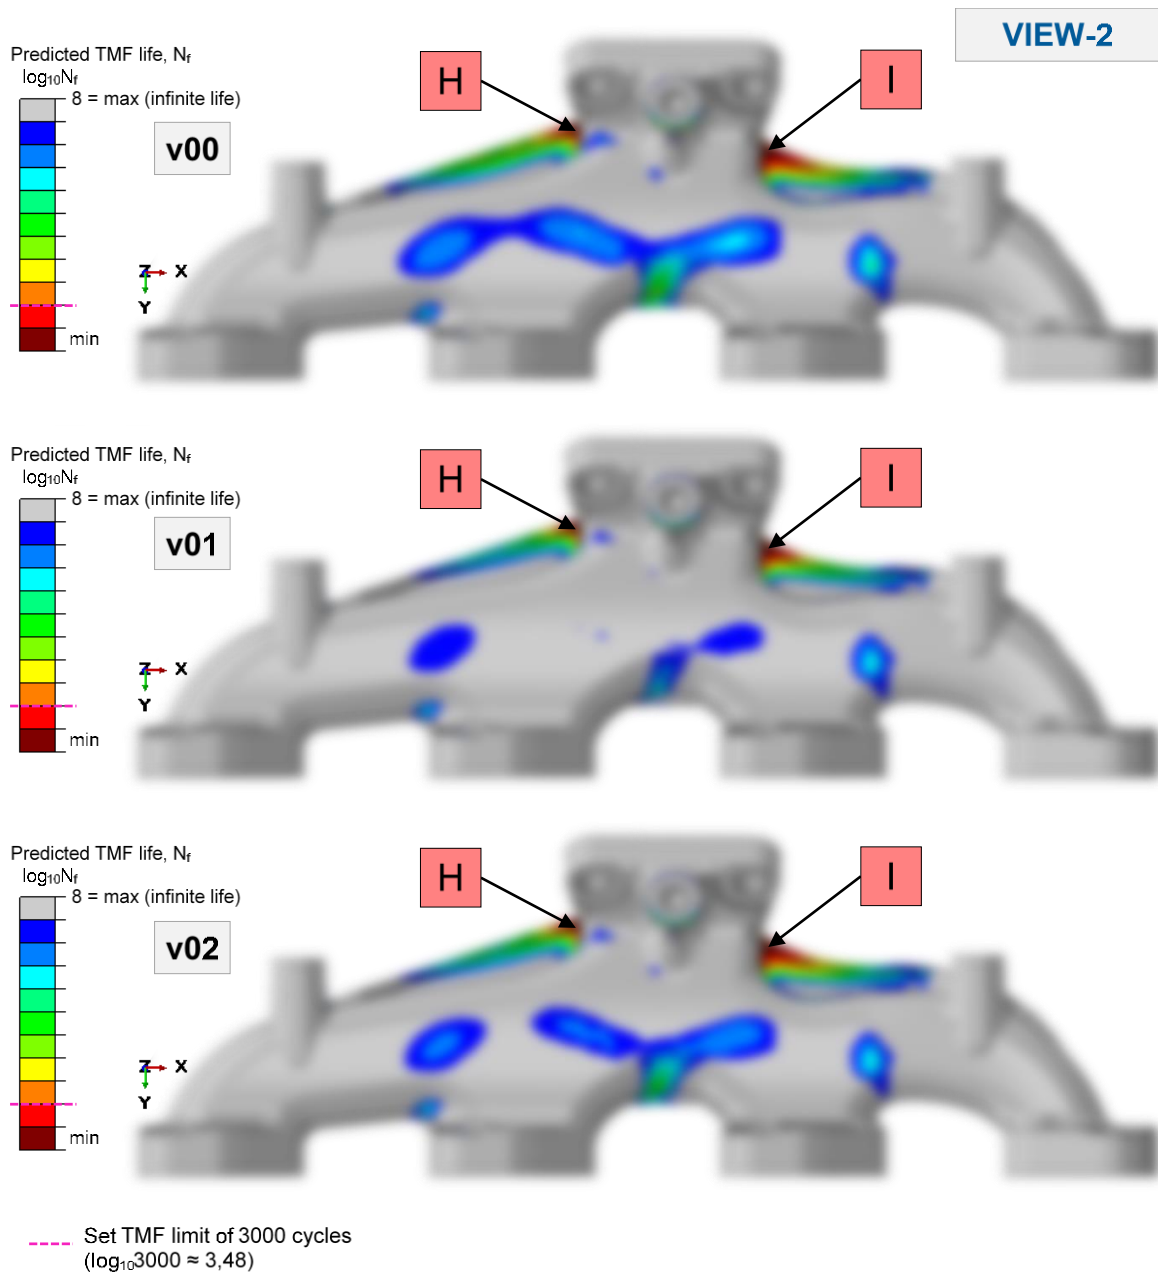 VIEW-2
Predicted TMF life, Nf
log10Nf
8 = max (infinite life)
H
I
v00
Z X
Y
min
Predicted TMF life, Nf
log10Nf
8 = max (infinite life)
H
I
v01
Z X
Y
min
Predicted TMF life, Nf
log10Nf
8 = max (infinite life)
H
I
v02
Z X
Y
min
Set TMF limit of 3000 cycles
(log103000 ≈ 3,48)